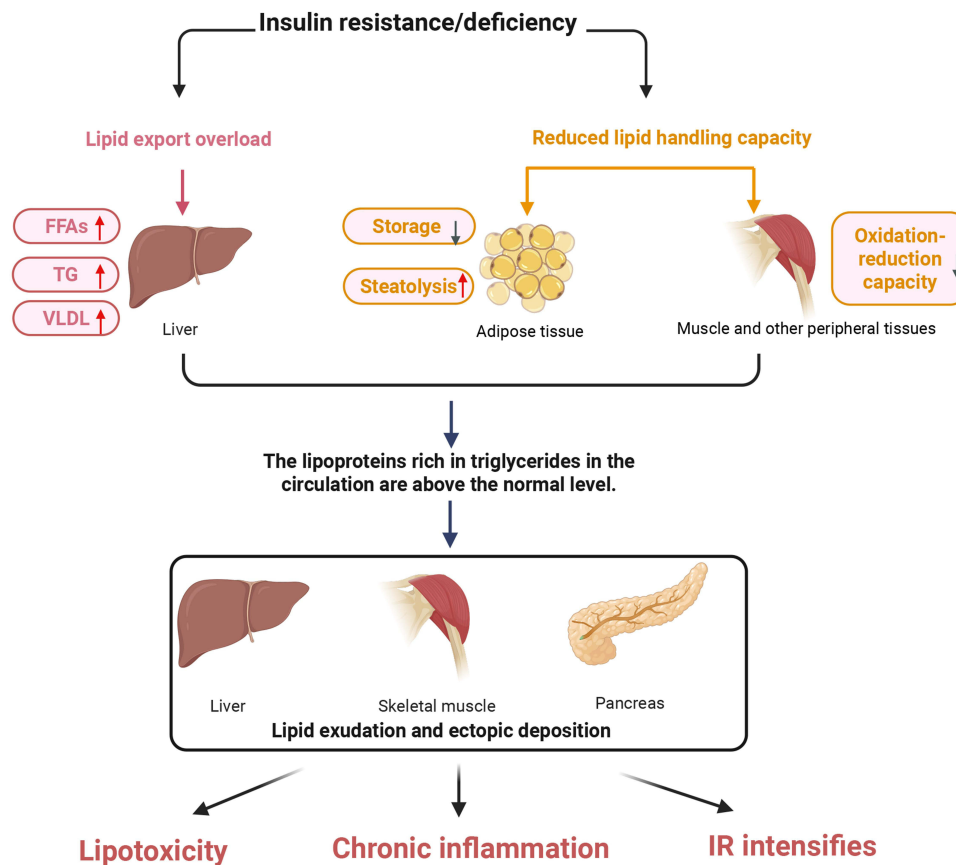 Insulin resistance/deficiency
Lipid export overload
Reduced lipid handling capacity
FFAs
TG
VLDL
Liver
Storage
Steatolysis
Adipose tissue
Oxidation-
reduction
capacity
Muscle and other peripheral tissues
The lipoproteins rich in triglycerides in the
circulation are above the normal level.
Liver
Skeletal muscle
Pancreas
Lipid exudation and ectopic deposition
Lipotoxicity
Chronic inflammation
IR intensifies